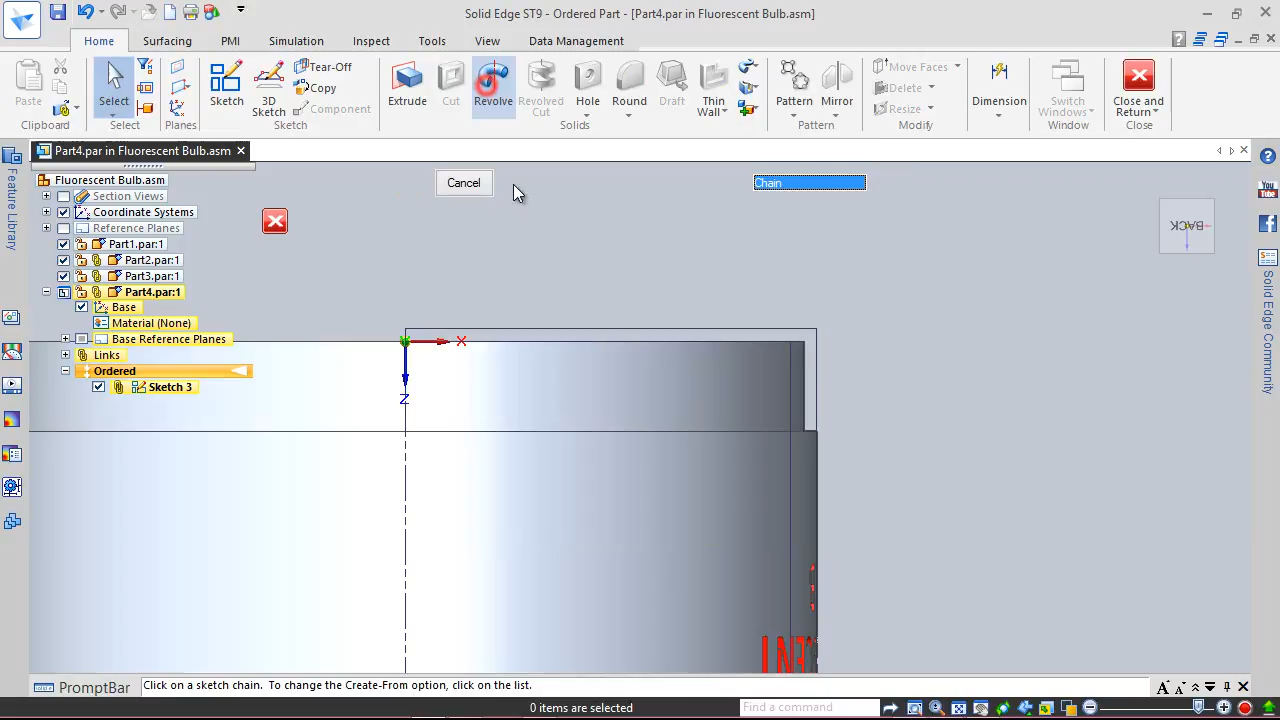 Solid Edge ST9 - Ordered Part - [Part4.par in Fluorescent Bulb.asm]
Home Surfacing PMI Simulation Inspect Tools View Data Management
Paste
Clipboard
Select
Select
Planes
Sketch
3D Sketch
Tear-Off
Copy
Component
Sketch
Extrude
Cut
Revolve
Revolved Cut
Hole
Round
Draft
Thin Wall
Solids
Pattern
Mirror
Pattern
Move Faces
Delete
Resize
Modify
Dimension
Switch Windows
Window
Close and Return
Close
Part4.par in Fluorescent Bulb.asm
Feature Library
Fluorescent Bulb.asm
Section Views
Coordinate Systems
Reference Planes
Part1.par:1
Part2.par:1
Part3.par:1
Part4.par:1
Base
Material (None)
Base Reference Planes
Links
Ordered
Sketch 3
Cancel
Chain
BACK
X
Z
You Tube
Solid Edge Community
PromptBar
Click on a sketch chain. To change the Create-From option, click on the list.
0 items are selected
Find a command